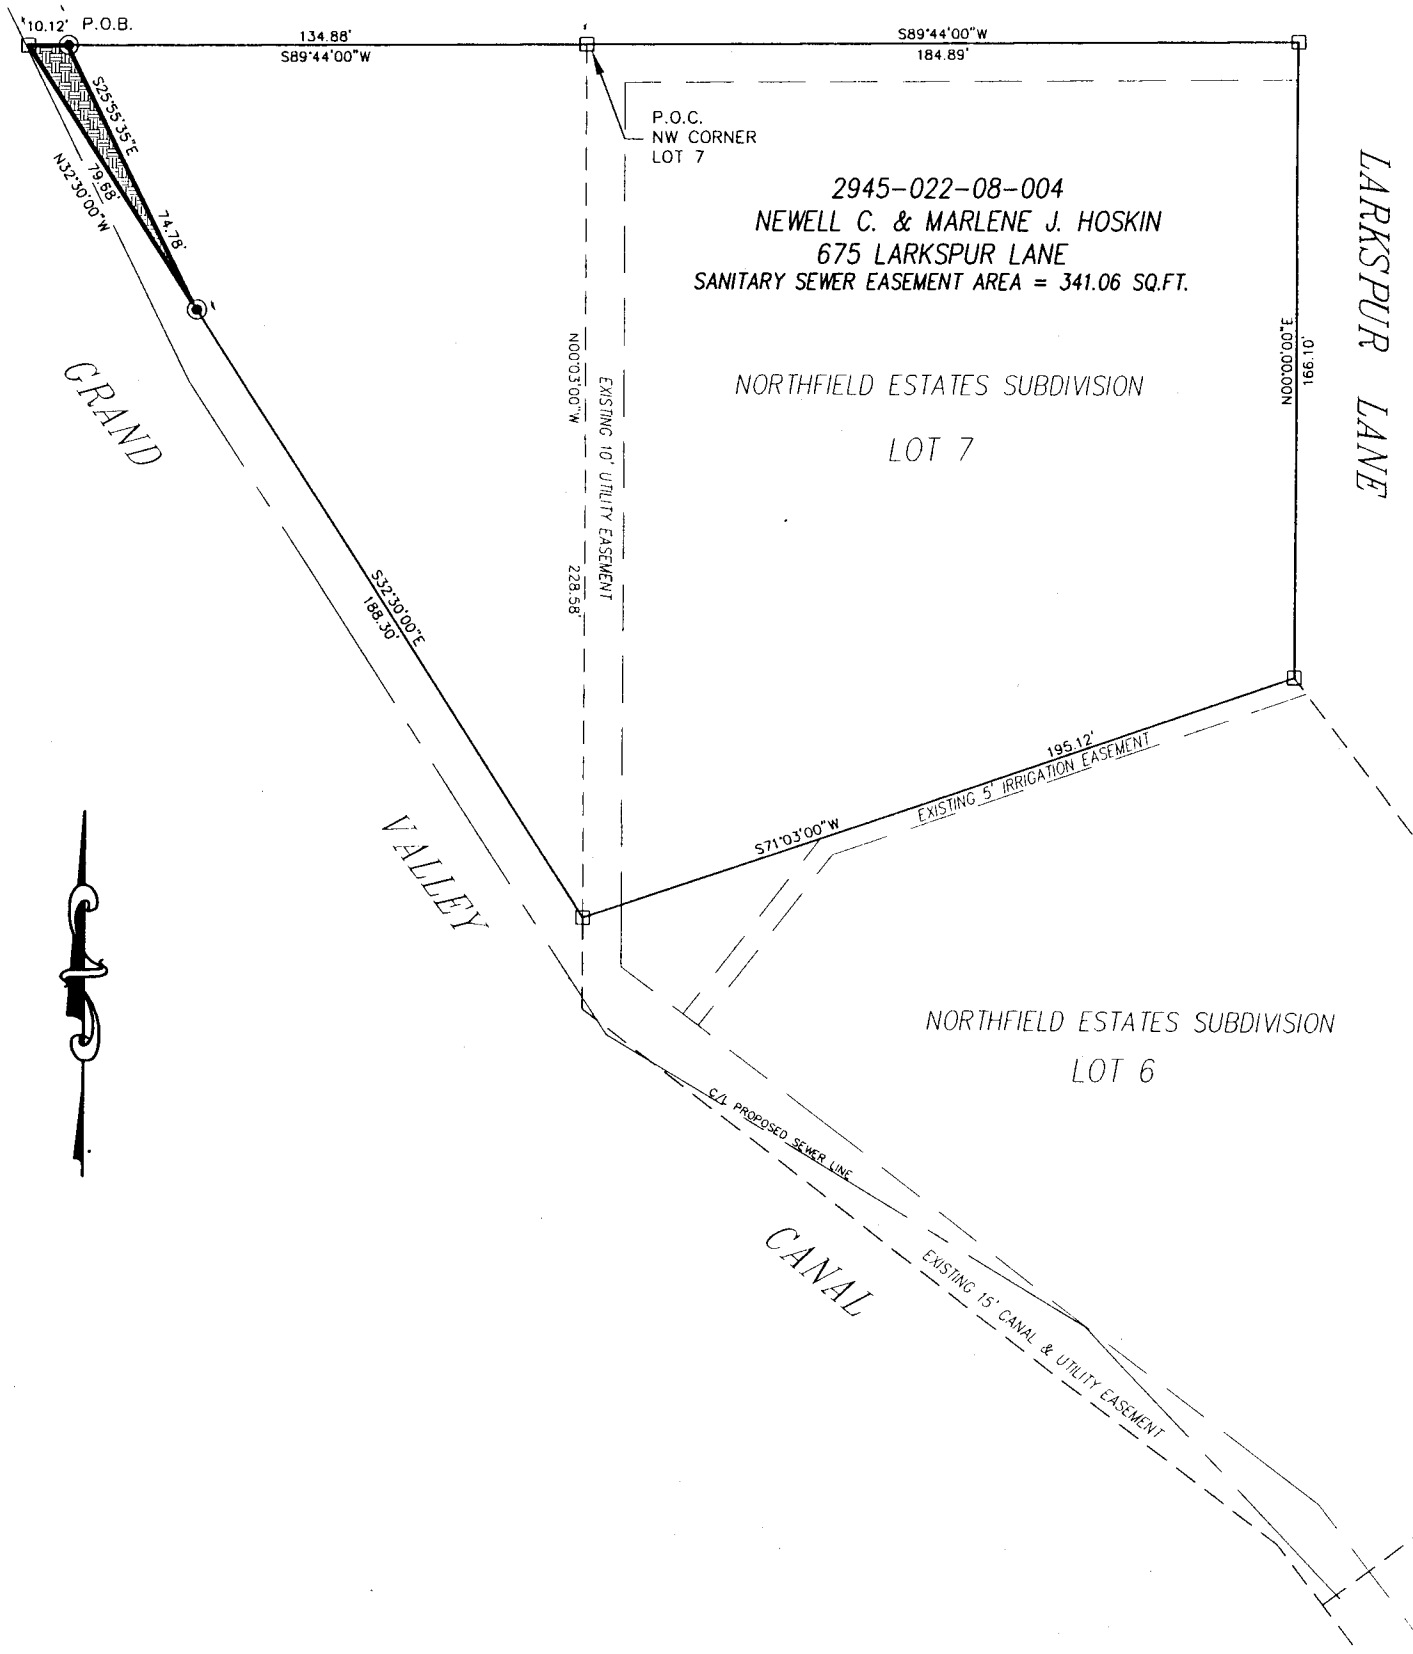 10.12'
P.O.B.
134.88'
S89°44'00"W
S89°44'00"W
184.89'
S25°55'35"E
74.78'
79.68'
N32°30'00"W
P.O.C.
NW CORNER
LOT 7
2945-022-08-004
NEWELL C. & MARLENE J. HOSKIN
675 LARKSPUR LANE
SANITARY SEWER EASEMENT AREA = 341.06 SQ.FT.
LARKSPUR LANE
N00°00'00"E
166.10'
N00°03'00"W
228.58'
EXISTING 10' UTILITY EASEMENT
NORTHFIELD ESTATES SUBDIVISION
LOT 7
GRAND
S32°30'00"E
188.30'
195.12'
S71°03'00"W
EXISTING 5' IRRIGATION EASEMENT
VALLEY
NORTHFIELD ESTATES SUBDIVISION
LOT 6
C/L PROPOSED SEWER LINE
CANAL
EXISTING 15' CANAL & UTILITY EASEMENT